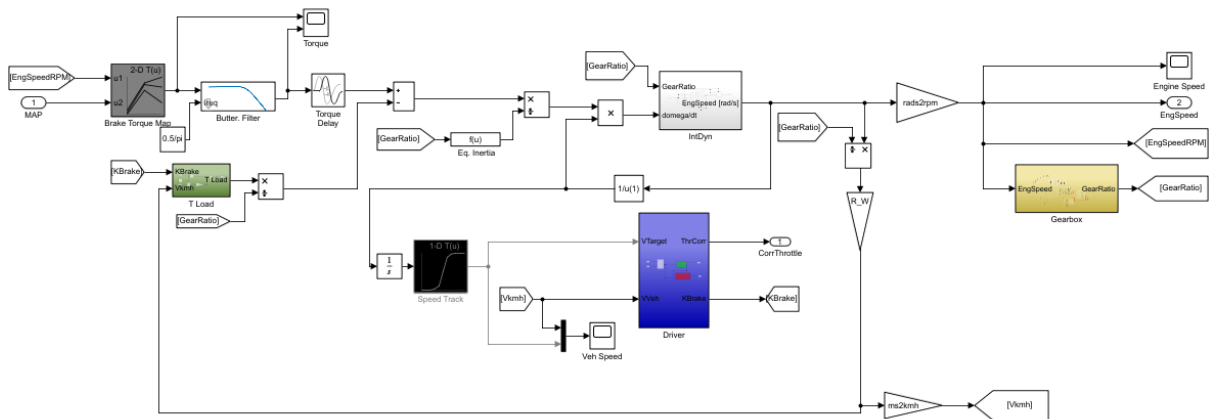 Torque
[EngSpeedRPM]
1
MAP
2-D T(u)
u1
u2
Brake Torque Map
0.5/pi
Butter. Filter
Torque
Delay
+
-
[GearRatio]
f(u)
Eq. Inertia
×
÷
×
[GearRatio]
GearRatio
EngSpeed [rad/s]
domega/dt
IntDyn
[GearRatio]
÷ ×
rads2rpm
Engine Speed
2
EngSpeed
[EngSpeedRPM]
EngSpeed
GearRatio
Gearbox
[GearRatio]
[KBrake]
KBrake
Vkmh
T Load
T Load
[GearRatio]
×
÷
1/u(1)
R_W
1
s
1-D T(u)
Speed Track
[Vkmh]
Veh Speed
VTarget
ThrCorr
VVeh
KBrake
Driver
1
CorrThrottle
[KBrake]
ms2kmh
[Vkmh]